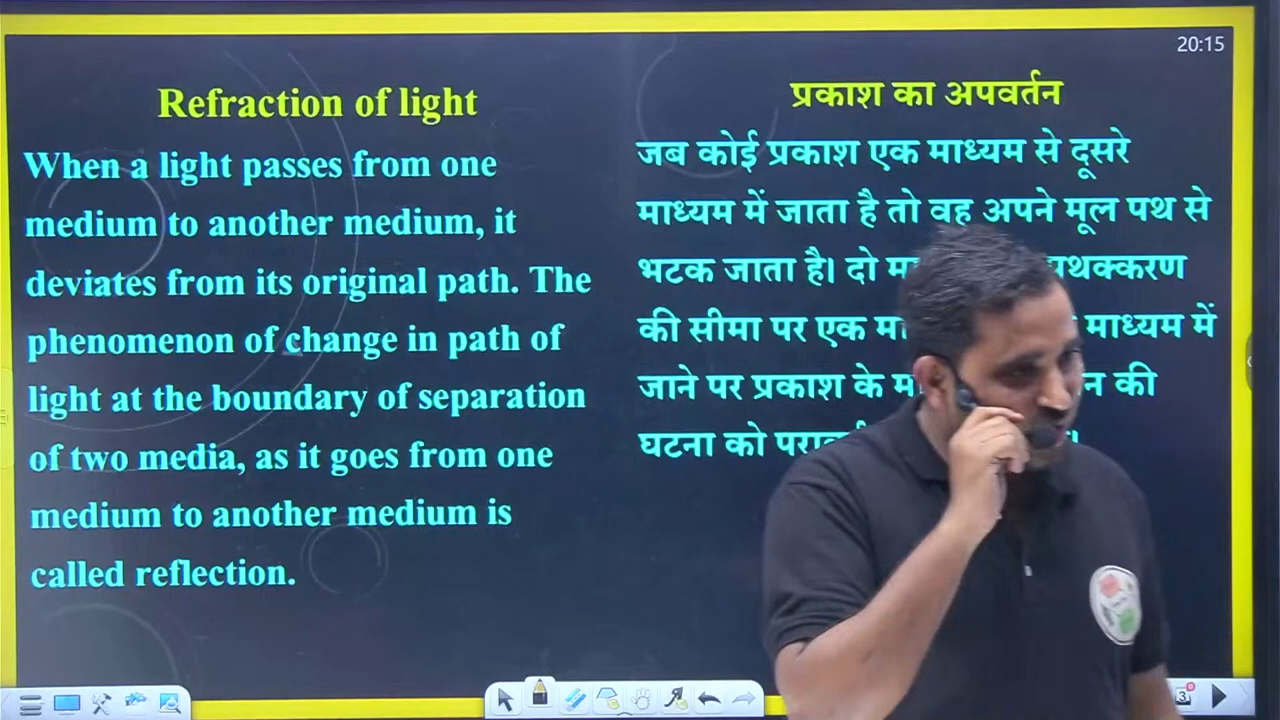 20:15
Refraction of light
When a light passes from one
medium to another medium, it
deviates from its original path. The
phenomenon of change in path of
light at the boundary of separation
of two media, as it goes from one
medium to another medium is
called reflection.
प्रकाश का अपवर्तन
जब कोई प्रकाश एक माध्यम से दूसरे
माध्यम में जाता है तो वह अपने मूल पथ से
भटक जाता है। दो
की सीमा पर एक माध्यम में
जाने पर प्रकाश के की
घटना को